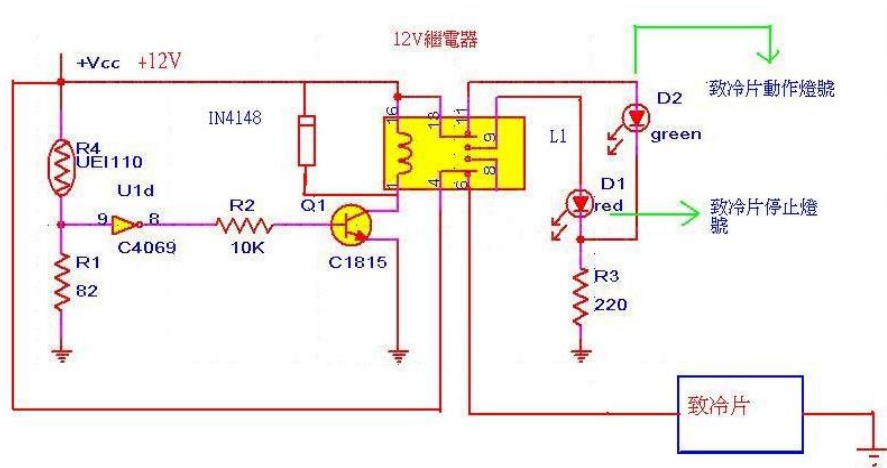 12V繼電器
+Vcc +12V
IN4148
R4
UEI110
U1d
9
8
C4069
R2
10K
Q1
C1815
R1
82
16
13
11
9
1
4
6
8
L1
D2
green
D1
red
R3
220
致冷片動作燈號
致冷片停止燈
號
致冷片